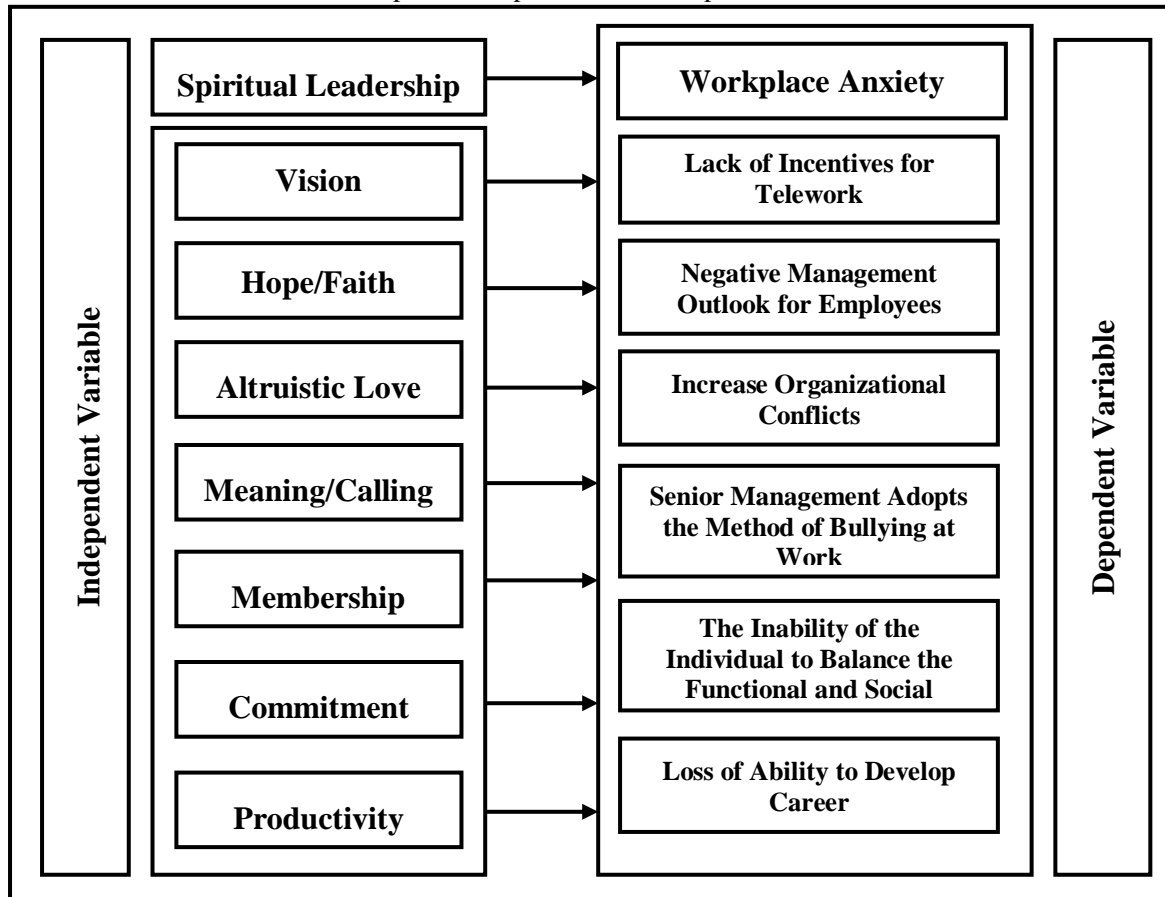 Independent Variable
Spiritual Leadership
Vision
Hope/Faith
Altruistic Love
Meaning/Calling
Membership
Commitment
Productivity
Workplace Anxiety
Lack of Incentives for
Telework
Negative Management
Outlook for Employees
Increase Organizational
Conflicts
Senior Management Adopts
the Method of Bullying at
Work
The Inability of the
Individual to Balance the
Functional and Social
Loss of Ability to Develop
Career
Dependent Variable